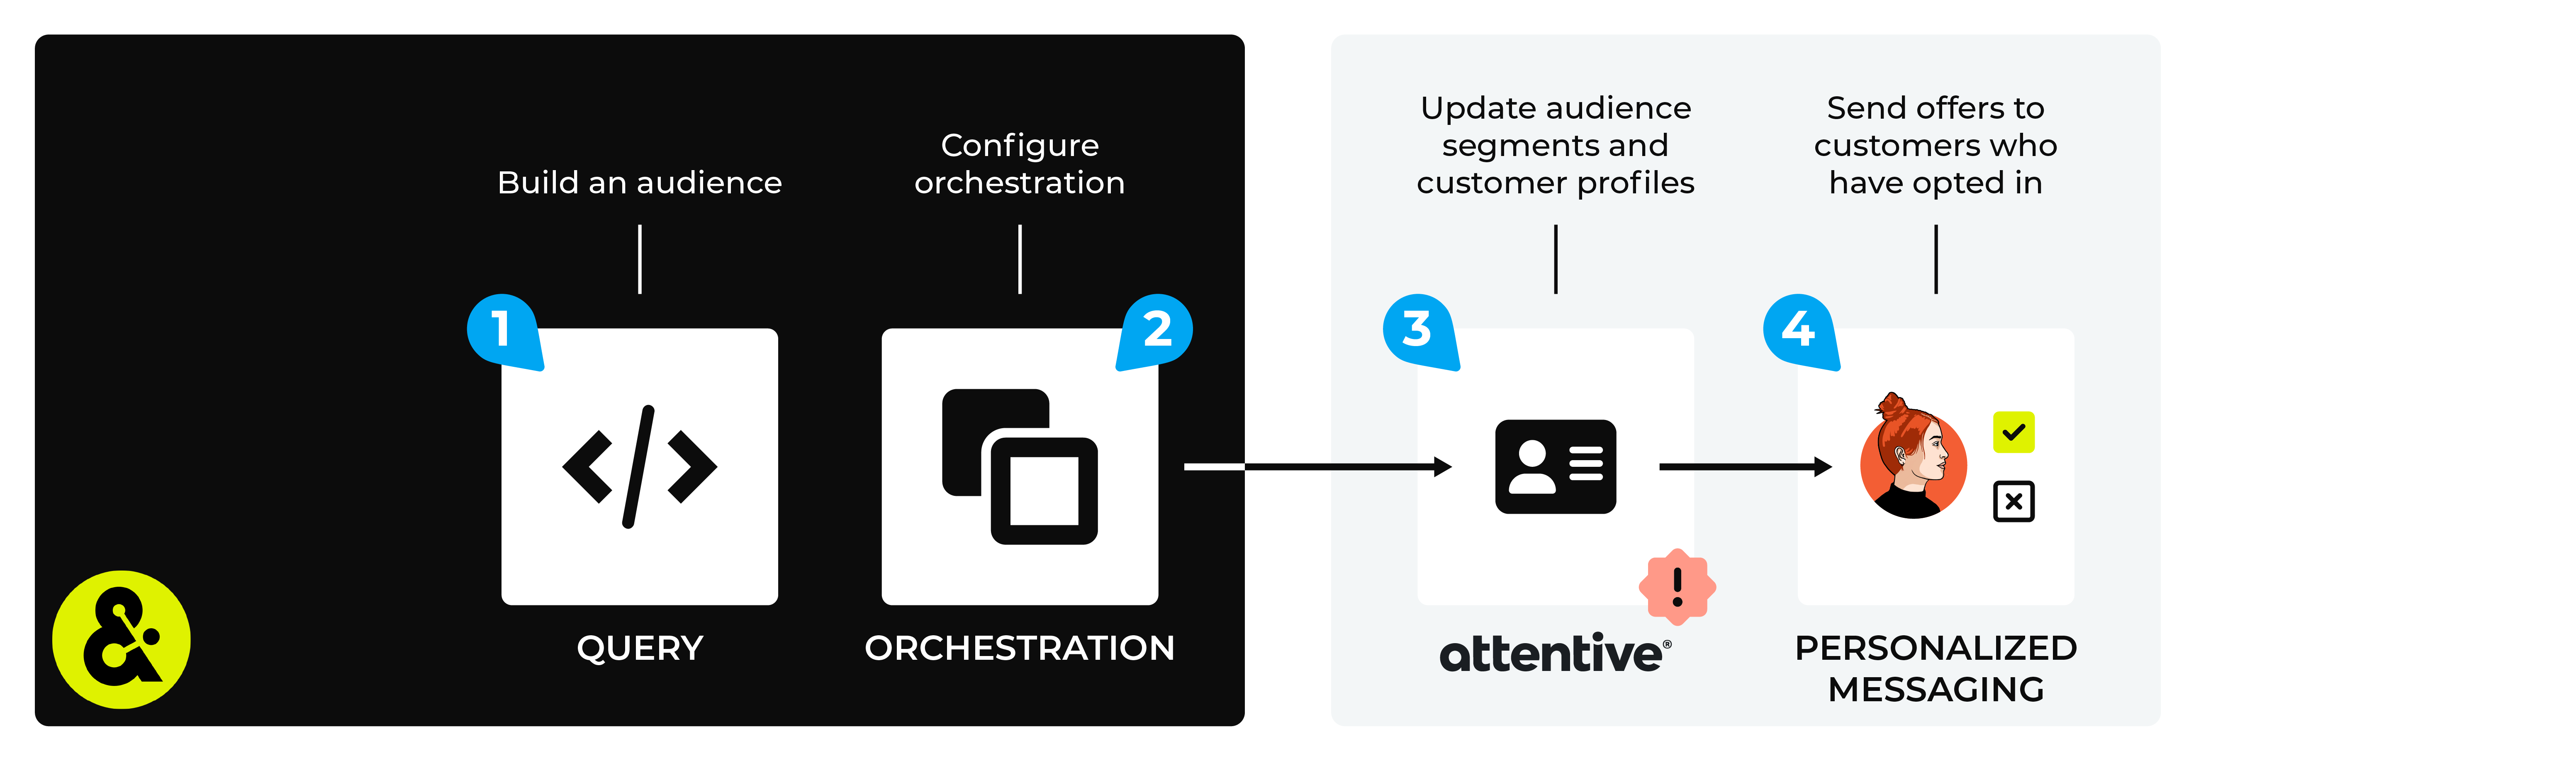 Build an audience
Configure
orchestration
1
2
QUERY
ORCHESTRATION
Update audience
segments and
customer profiles
Send offers to
customers who
have opted in
3
4
attentive®
PERSONALIZED
MESSAGING